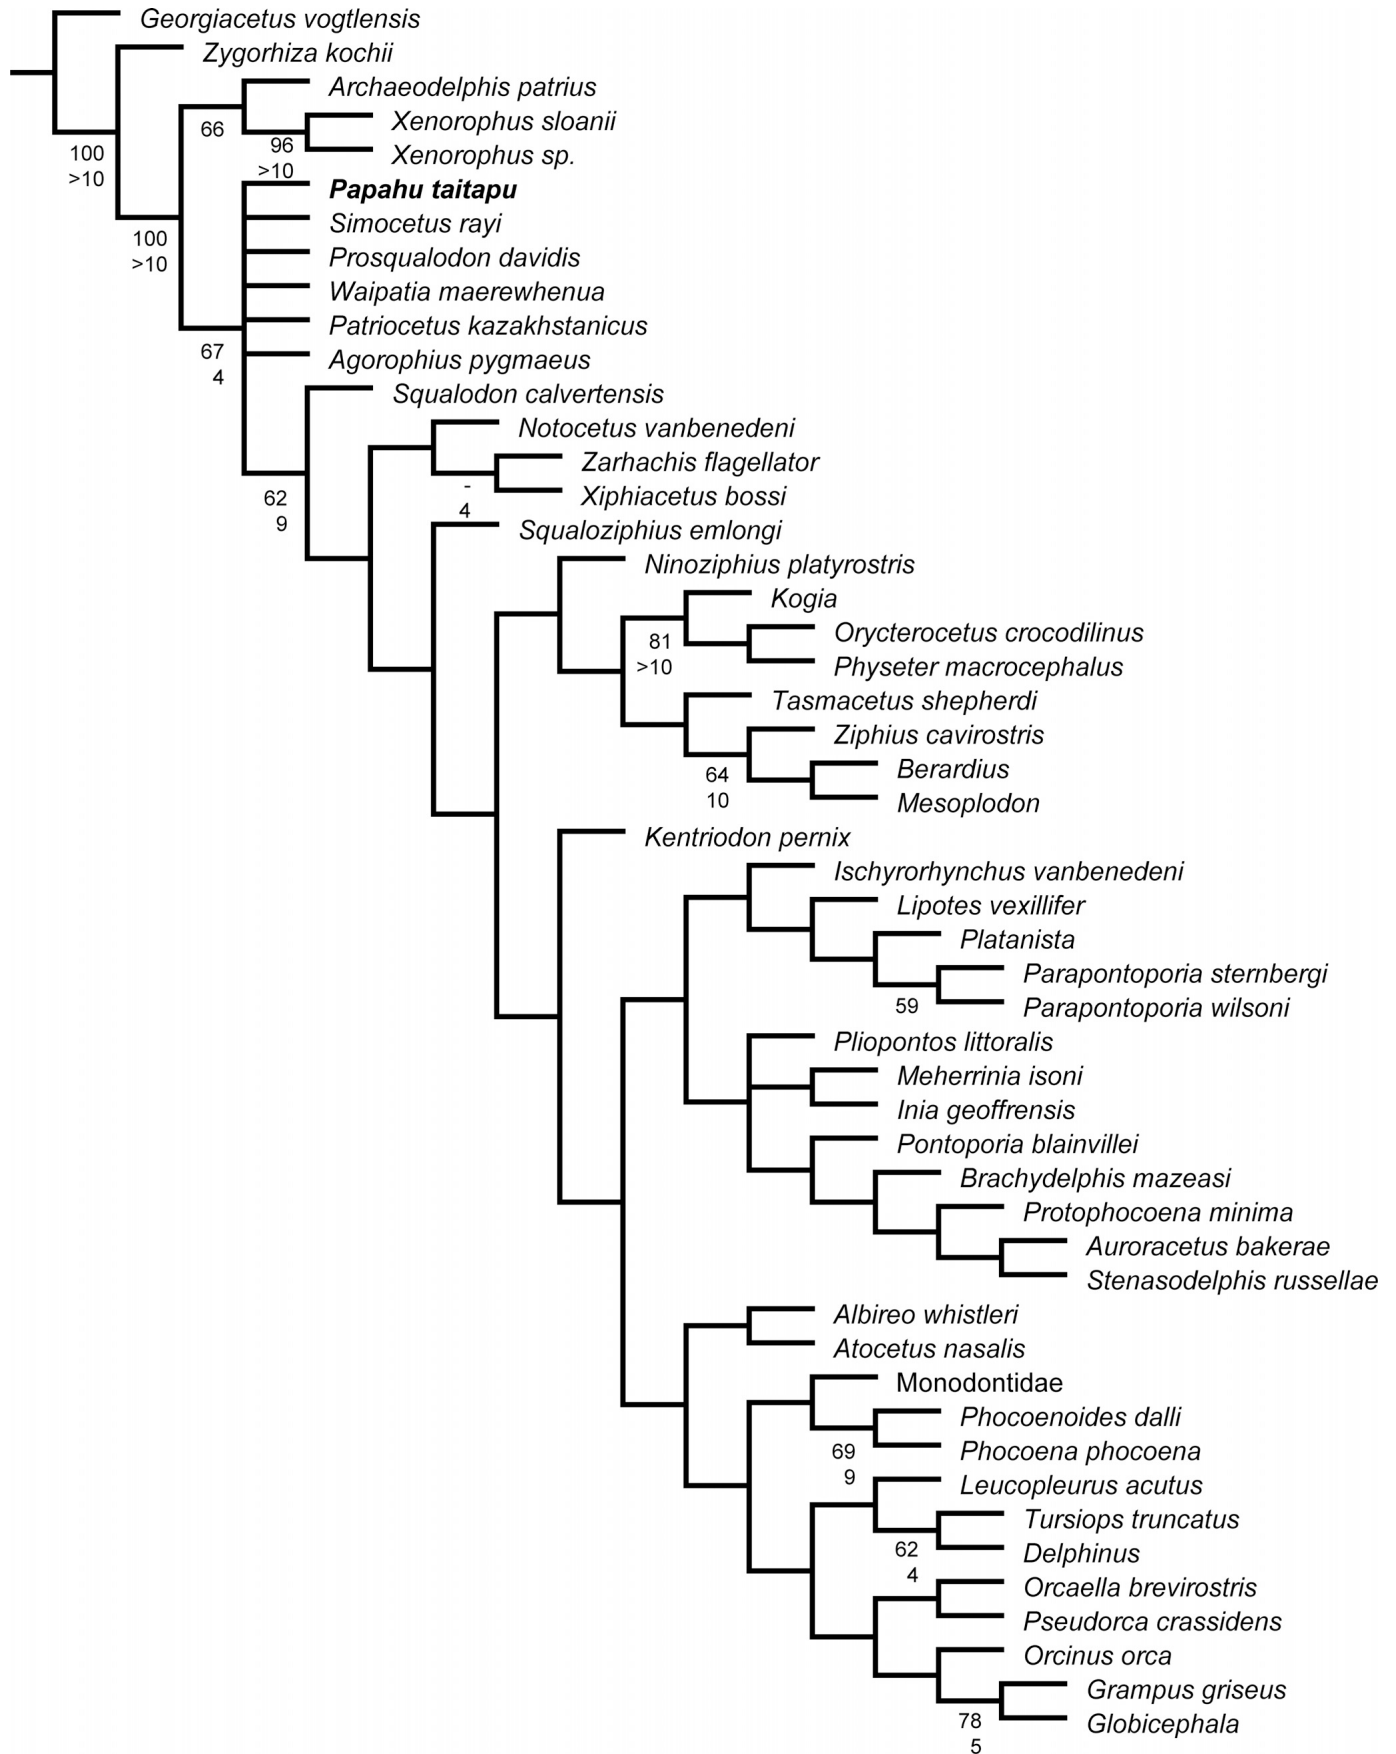 Georgiacetus vogtlensis
Zygorhiza kochii
Archaeodelphis patrius
66
Xenorophus sloanii
96
>10
Xenorophus sp.
100
>10
Papahu taitapu
Simocetus rayi
100
>10
Prosqualodon davidis
Waipatia maerewhenua
Patriocetus kazakhstanicus
67
4
Agorophius pygmaeus
Squalodon calvertensis
Notocetus vanbenedeni
Zarhachis flagellator
-
4
Xiphiacetus bossi
62
9
Squaloziphius emlongi
Ninoziphius platyrostris
Kogia
81
>10
Orycterocetus crocodilinus
Physeter macrocephalus
Tasmacetus shepherdi
Ziphius cavirostris
64
10
Berardius
Mesoplodon
Kentriodon pernix
Ischyrorhynchus vanbenedeni
Lipotes vexillifer
Platanista
Parapontoporia sternbergi
59
Parapontoporia wilsoni
Pliopontos littoralis
Meherrinia isoni
Inia geoffrensis
Pontoporia blainvillei
Brachydelphis mazeasi
Protophocoena minima
Auroracetus bakerae
Stenasodelphis russellae
Albireo whistleri
Atocetus nasalis
Monodontidae
Phocoenoides dalli
69
9
Phocoena phocoena
Leucopleurus acutus
Tursiops truncatus
62
4
Delphinus
Orcaella brevirostris
Pseudorca crassidens
Orcinus orca
Grampus griseus
78
5
Globicephala